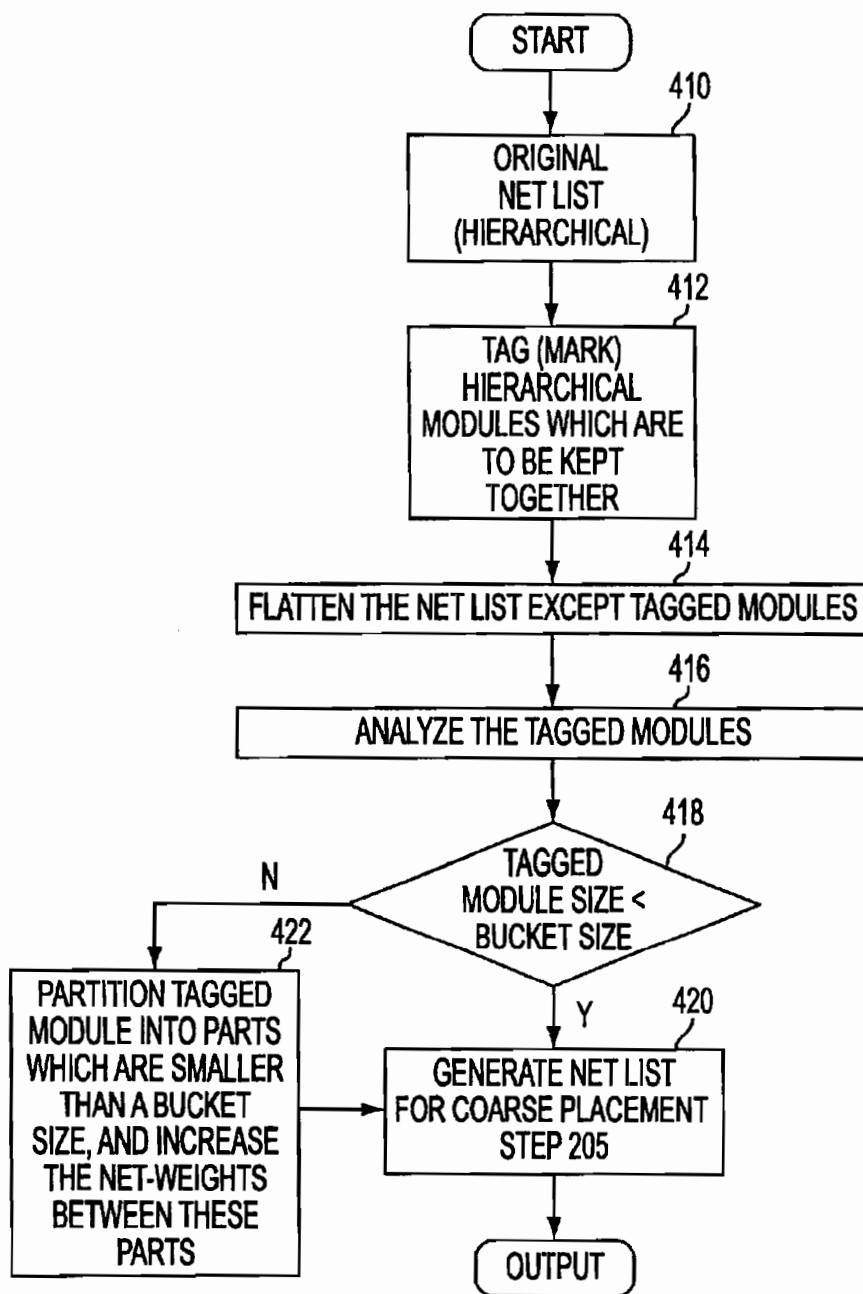 START
410
ORIGINAL
NET LIST
(HIERARCHICAL)
412
TAG (MARK)
HIERARCHICAL
MODULES WHICH ARE
TO BE KEPT
TOGETHER
414
FLATTEN THE NET LIST EXCEPT TAGGED MODULES
416
ANALYZE THE TAGGED MODULES
418
TAGGED
MODULE SIZE <
BUCKET SIZE
N
422
PARTITION TAGGED
MODULE INTO PARTS
WHICH ARE SMALLER
THAN A BUCKET
SIZE, AND INCREASE
THE NET-WEIGHTS
BETWEEN THESE
PARTS
Y
420
GENERATE NET LIST
FOR COARSE PLACEMENT
STEP 205
OUTPUT